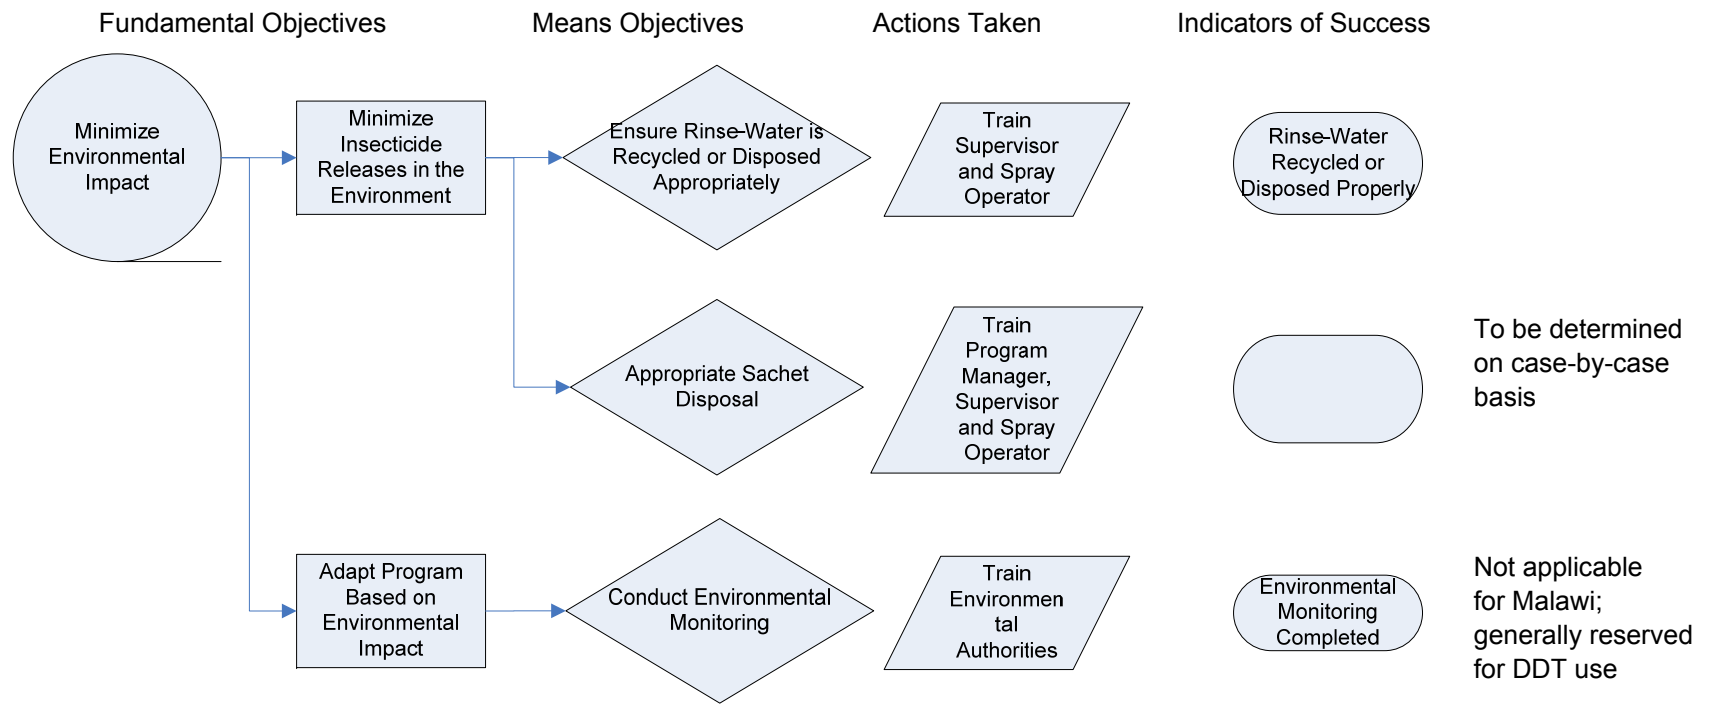 Fundamental Objectives
Means Objectives
Actions Taken
Indicators of Success
Minimize
Environmental
Impact
Minimize
Insecticide
Releases in the
Environment
Ensure Rinse-Water is
Recycled or Disposed
Appropriately
Train
Supervisor
and Spray
Operator
Rinse-Water
Recycled or
Disposed Properly
Appropriate Sachet
Disposal
Train
Program
Manager,
Supervisor
and Spray
Operator
To be determined
on case-by-case
basis
Adapt Program
Based on
Environmental
Impact
Conduct Environmental
Monitoring
Train
Environmen
tal
Authorities
Environmental
Monitoring
Completed
Not applicable
for Malawi;
generally reserved
for DDT use